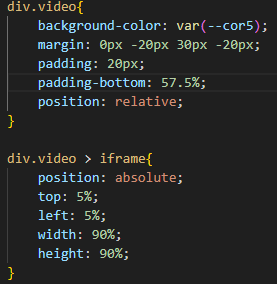 div.video{
    background-color: var(--cor5);
    margin: 0px -20px 30px -20px;
    padding: 20px;
    padding-bottom: 57.5%;
    position: relative;
}

div.video > iframe{
    position: absolute;
    top: 5%;
    left: 5%;
    width: 90%;
    height: 90%;
}